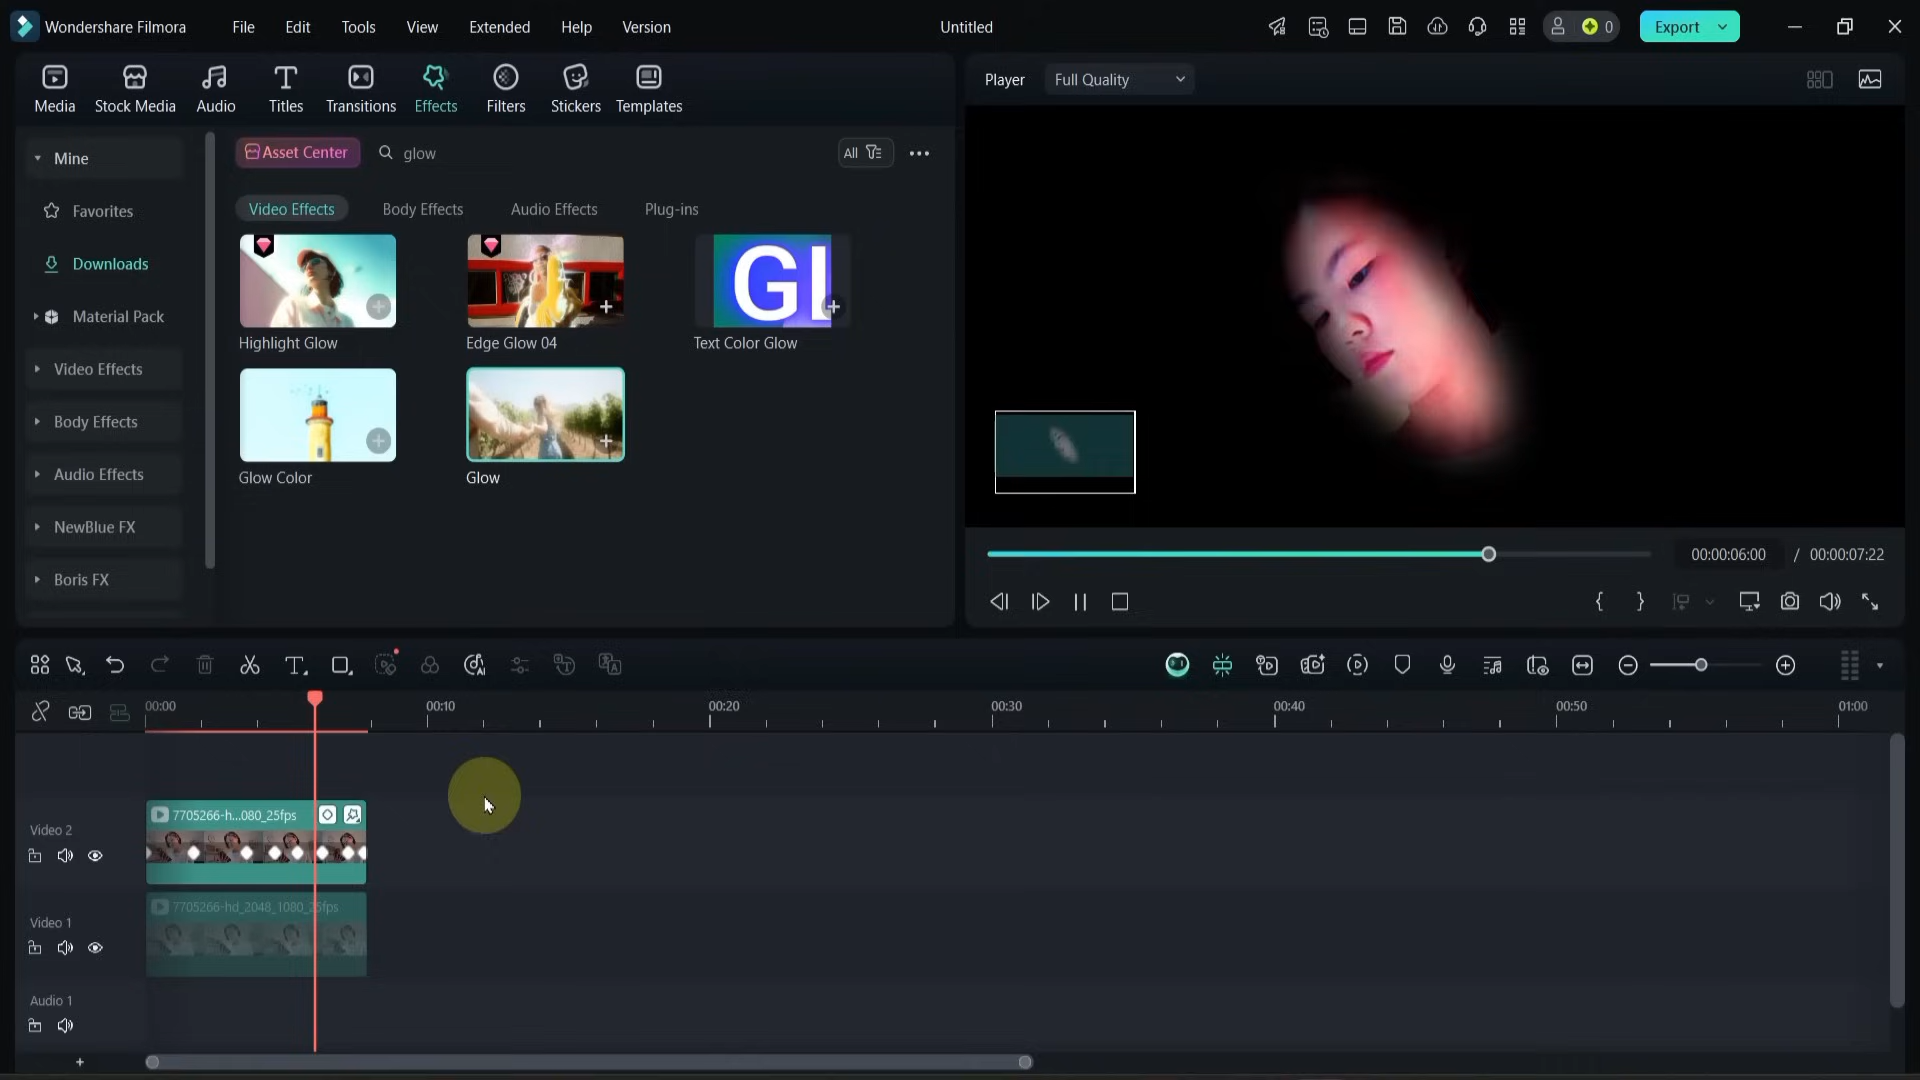 Wondershare Filmora File Edit Tools View Extended Help Version Untitled 0 Export
Media Stock Media Audio Titles Transitions Effects Filters Stickers Templates
Player Full Quality
Mine
Favorites
Downloads
Material Pack
Video Effects
Body Effects
Audio Effects
NewBlue FX
Boris FX
Asset Center glow All
Video Effects Body Effects Audio Effects Plug-ins
GL
Highlight Glow Edge Glow 04 Text Color Glow
Glow Color Glow
00:00:06:00 / 00:00:07:22
00:00 00:10 00:20 00:30 00:40 00:50 01:00
Video 2
7705266-h...080_25fps
Video 1
7705266-hd_2048_1080_25fps
Audio 1